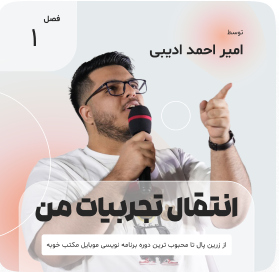 فصل
۱
توسط
امیر احمد ادیبی
انتقال تجربیات من
از زرین پال تا محبوب ترین دوره برنامه نویسی موبایل مکتب خونه